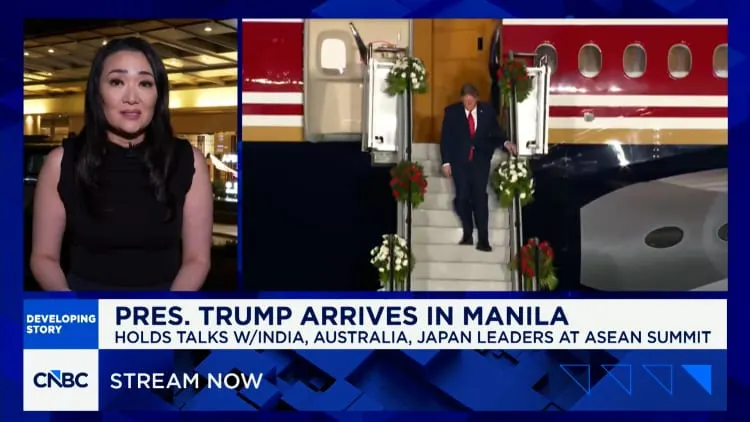 DEVELOPING
STORY
PRES. TRUMP ARRIVES IN MANILA
HOLDS TALKS W/INDIA, AUSTRALIA, JAPAN LEADERS AT ASEAN SUMMIT
CNBC
STREAM NOW